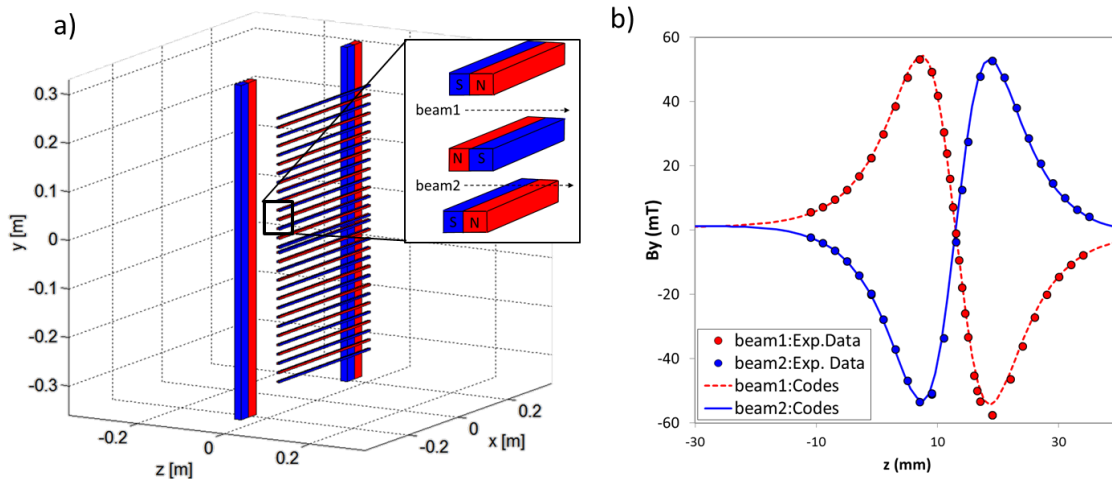 a)
0.3
0.2
0.1
0
-0.1
-0.2
-0.3
y [m]
-0.2
0
0.2
z [m]
-0.2
0
0.2
x [m]
S N
beam1
N S
beam2
S N
b)
60
40
20
0
-20
-40
-60
By (mT)
-30
-10
10
30
z (mm)
beam1:Exp.Data
beam2:Exp. Data
beam1:Codes
beam2:Codes